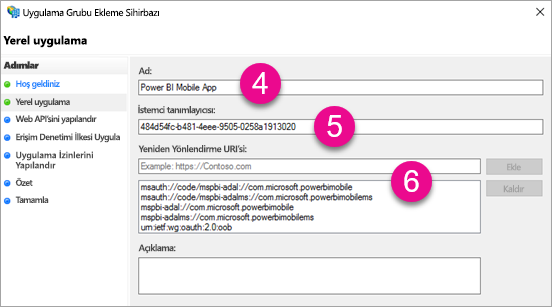 Uygulama Grubu Ekleme Sihirbazı
Yerel uygulama
Adımlar
Hoş geldiniz
Yerel uygulama
Web API'sini yapılandır
Erişim Denetimi İlkesi Uygula
Uygulama İzinlerini
Yapılandır
Özet
Tamamla
Ad:
4
Power BI Mobile App
İstemci tanımlayıcısı:
5
484d54fc-b481-4eee-9505-0258a1913020
Yeniden Yönlendirme URI'si:
6
Example: https://Contoso.com
Ekle
msauth://code/mspbi-adal://com.microsoft.powerbimobile
msauth://code/mspbi-adalms://com.microsoft.powerbimobilems
mspbi-adal://com.microsoft.powerbimobile
mspbi-adalms://com.microsoft.powerbimobilems
urn:ietf:wg:oauth:2.0:oob
Kaldır
Açıklama: